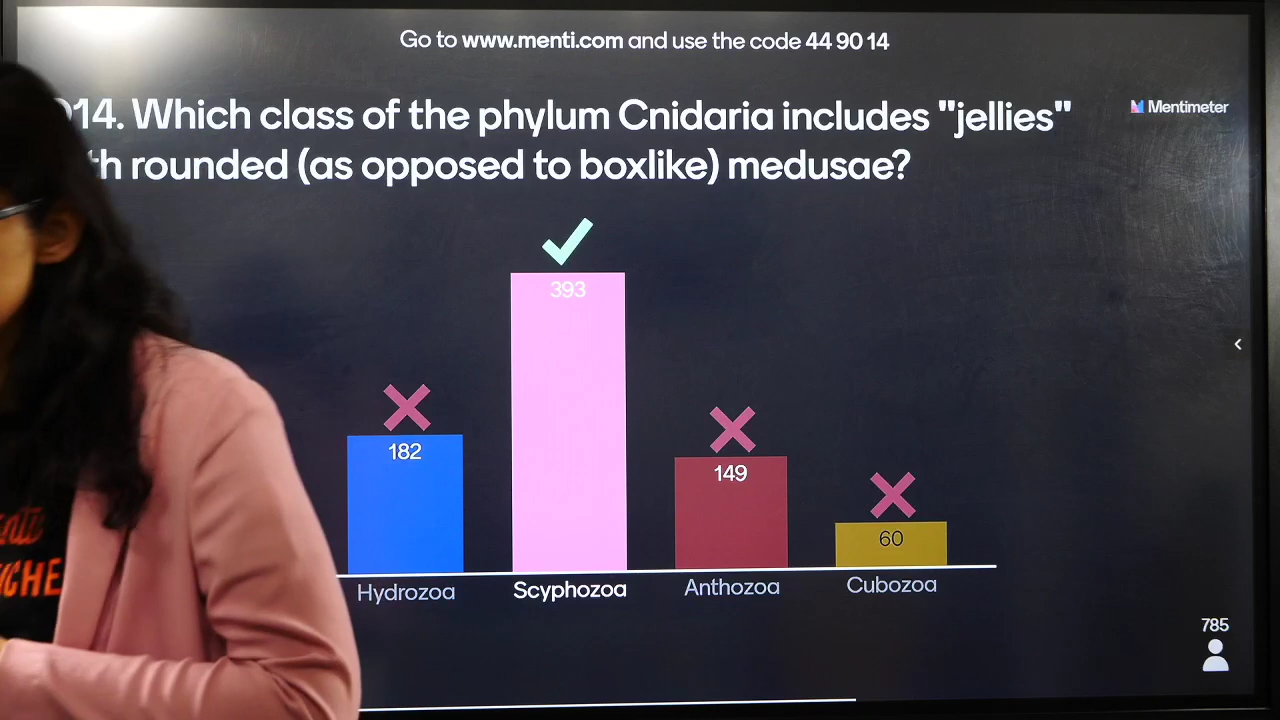 Go to www.menti.com and use the code 44 90 14
14. Which class of the phylum Cnidaria includes "jellies"
rounded (as opposed to boxlike) medusae?
Mentimeter
393
182
149
60
Hydrozoa
Scyphozoa
Anthozoa
Cubozoa
785